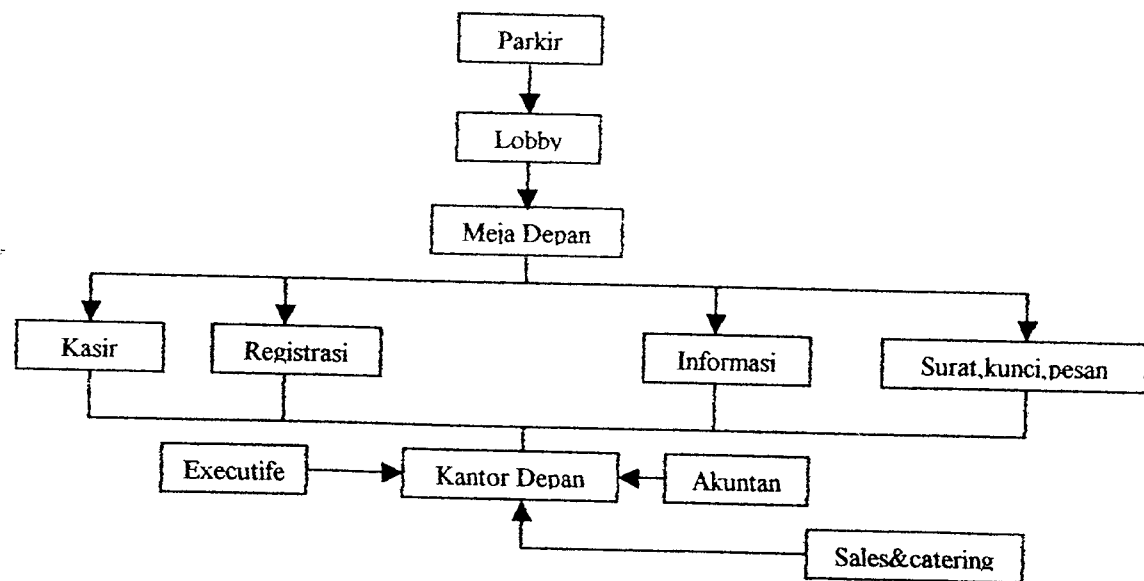 Parkir
Lobby
Meja Depan
Kasir
Registrasi
Informasi
Surat,kunci,pesan
Executife
Kantor Depan
Akuntan
Sales&catering